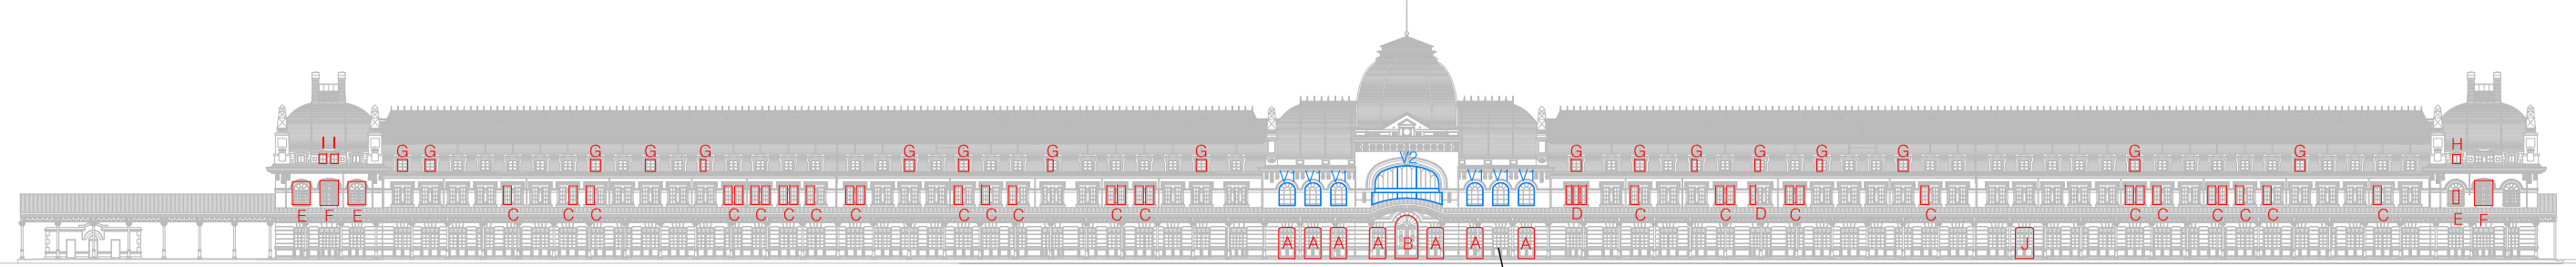 I I
G G G G G G G G G V2 G G G G G G G G H
V1 V1 V1 V1 V1 V1
E F E C C C C C C C C C C C C C D C C D C C C C C C C C E F
A A A A B A A A J